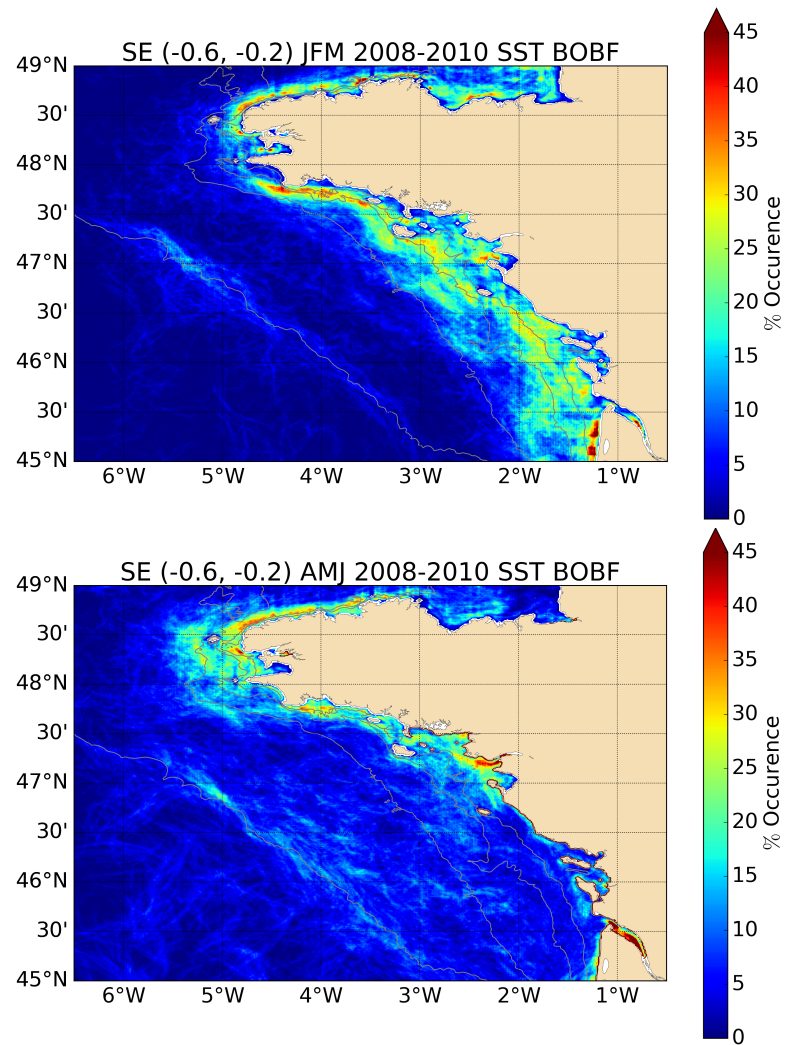 SE (-0.6, -0.2) JFM 2008-2010 SST BOBF
49°N
30'
48°N
30'
47°N
30'
46°N
30'
45°N
6°W 5°W 4°W 3°W 2°W 1°W
45
40
35
30
25
20
15
10
5
0
% Occurence
SE (-0.6, -0.2) AMJ 2008-2010 SST BOBF
49°N
30'
48°N
30'
47°N
30'
46°N
30'
45°N
6°W 5°W 4°W 3°W 2°W 1°W
45
40
35
30
25
20
15
10
5
0
% Occurence